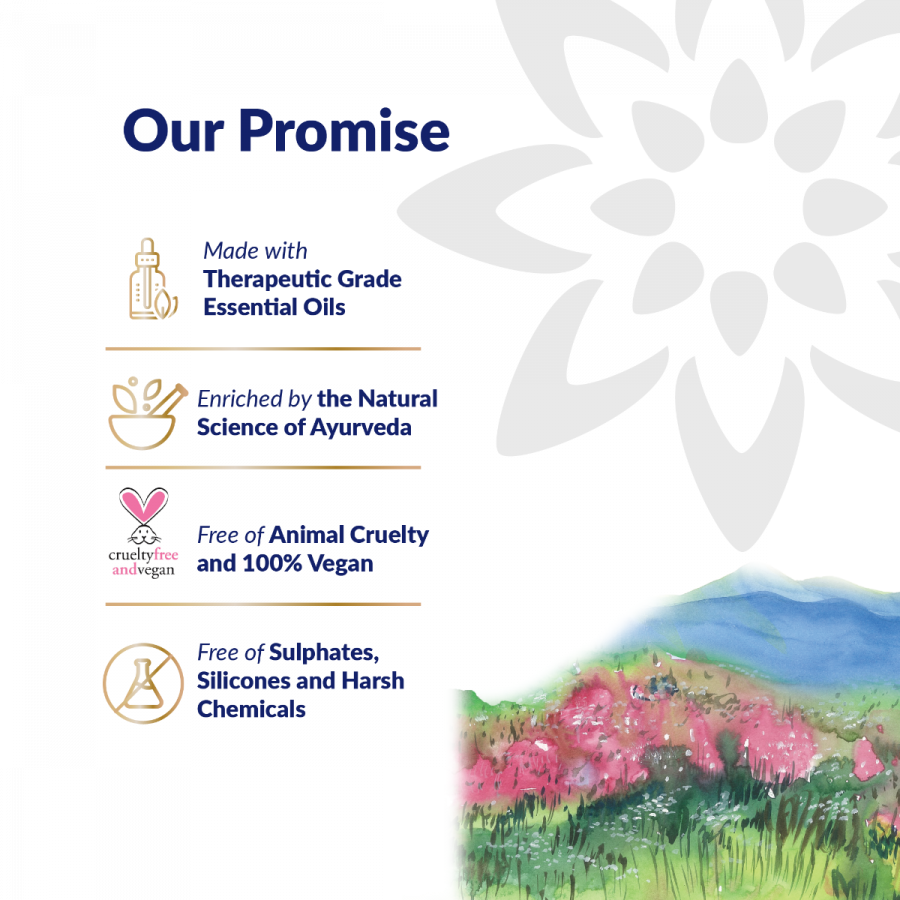 Our Promise
Made with
Therapeutic Grade
Essential Oils
Enriched by the Natural
Science of Ayurveda
crueltyfree
andvegan
Free of Animal Cruelty
and 100% Vegan
Free of Sulphates,
Silicones and Harsh
Chemicals